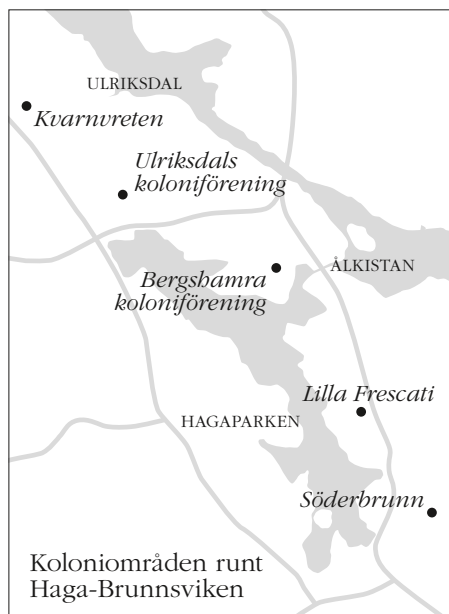 ULRIKSDAL
Kvarnvreten
Ulriksdals
koloniförening
ÅLKISTAN
Bergshamra
koloniförening
Lilla Frescati
HAGAPARKEN
Söderbrunn
Koloniområden runt
Haga-Brunnsviken